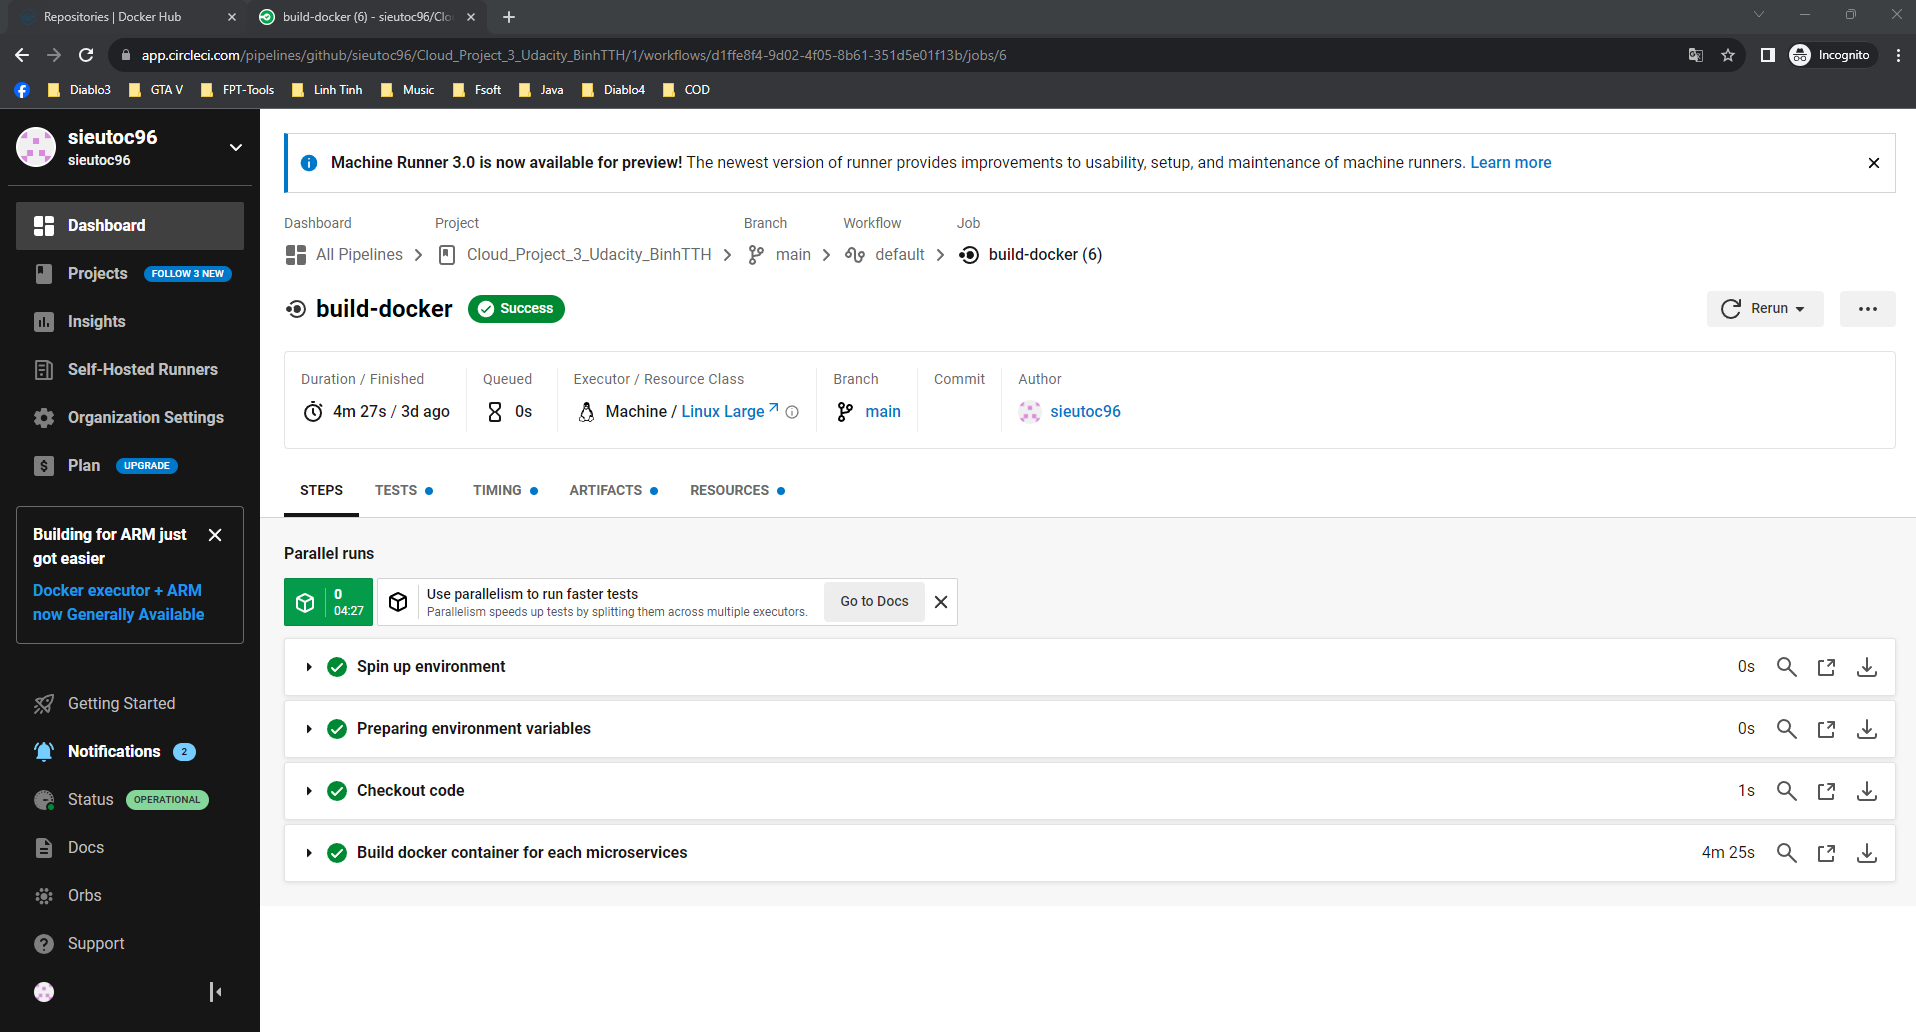 Repositories | Docker Hub
build-docker (6) - sieutoc96/Clo
app.circleci.com/pipelines/github/sieutoc96/Cloud_Project_3_Udacity_BinhTTH/1/workflows/d1ffe8f4-9d02-4f05-8b61-351d5e01f13b/jobs/6
Incognito
Diablo3
GTA V
FPT-Tools
Linh Tinh
Music
Fsoft
Java
Diablo4
COD
sieutoc96
sieutoc96
Dashboard
Projects FOLLOW 3 NEW
Insights
Self-Hosted Runners
Organization Settings
Plan UPGRADE
Building for ARM just
got easier
Docker executor + ARM
now Generally Available
Getting Started
Notifications 2
Status OPERATIONAL
Docs
Orbs
Support
Machine Runner 3.0 is now available for preview! The newest version of runner provides improvements to usability, setup, and maintenance of machine runners. Learn more
Dashboard Project Branch Workflow Job
All Pipelines Cloud_Project_3_Udacity_BinhTTH main default build-docker (6)
build-docker Success
Rerun
Duration / Finished Queued Executor / Resource Class Branch Commit Author
4m 27s / 3d ago 0s Machine / Linux Large main sieutoc96
STEPS TESTS TIMING ARTIFACTS RESOURCES
Parallel runs
0
04:27
Use parallelism to run faster tests
Parallelism speeds up tests by splitting them across multiple executors.
Go to Docs
Spin up environment 0s
Preparing environment variables 0s
Checkout code 1s
Build docker container for each microservices 4m 25s